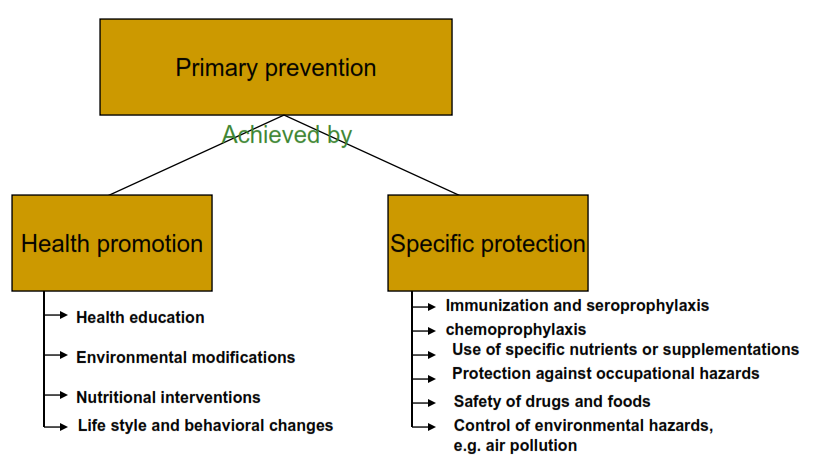 Primary prevention
Achieved by
Health promotion
Health education
Environmental modifications
Nutritional interventions
Life style and behavioral changes
Specific protection
Immunization and seroprophylaxis
chemoprophylaxis
Use of specific nutrients or supplementations
Protection against occupational hazards
Safety of drugs and foods
Control of environmental hazards,
e.g. air pollution